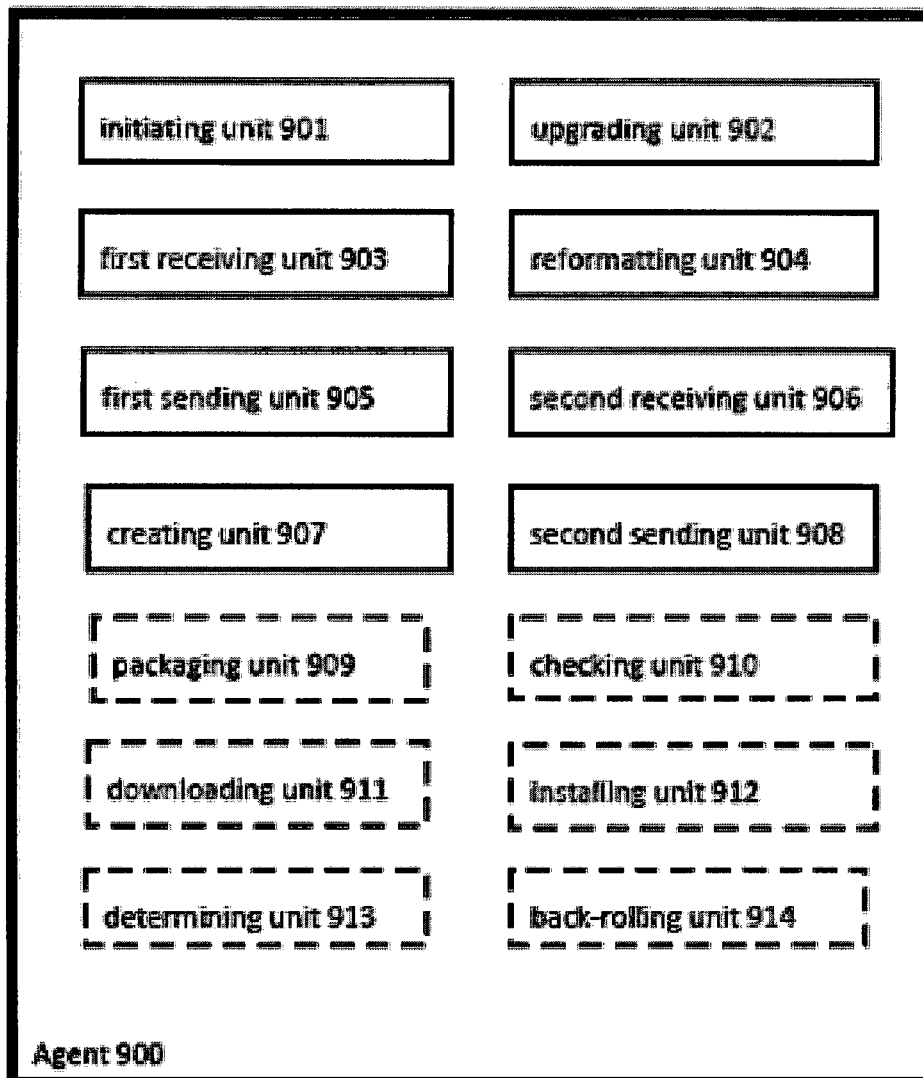 initiating unit 901
upgrading unit 902
first receiving unit 903
reformatting unit 904
first sending unit 905
second receiving unit 906
creating unit 907
second sending unit 908
packaging unit 909
checking unit 910
downloading unit 911
installing unit 912
determining unit 913
back-rolling unit 914
Agent 900